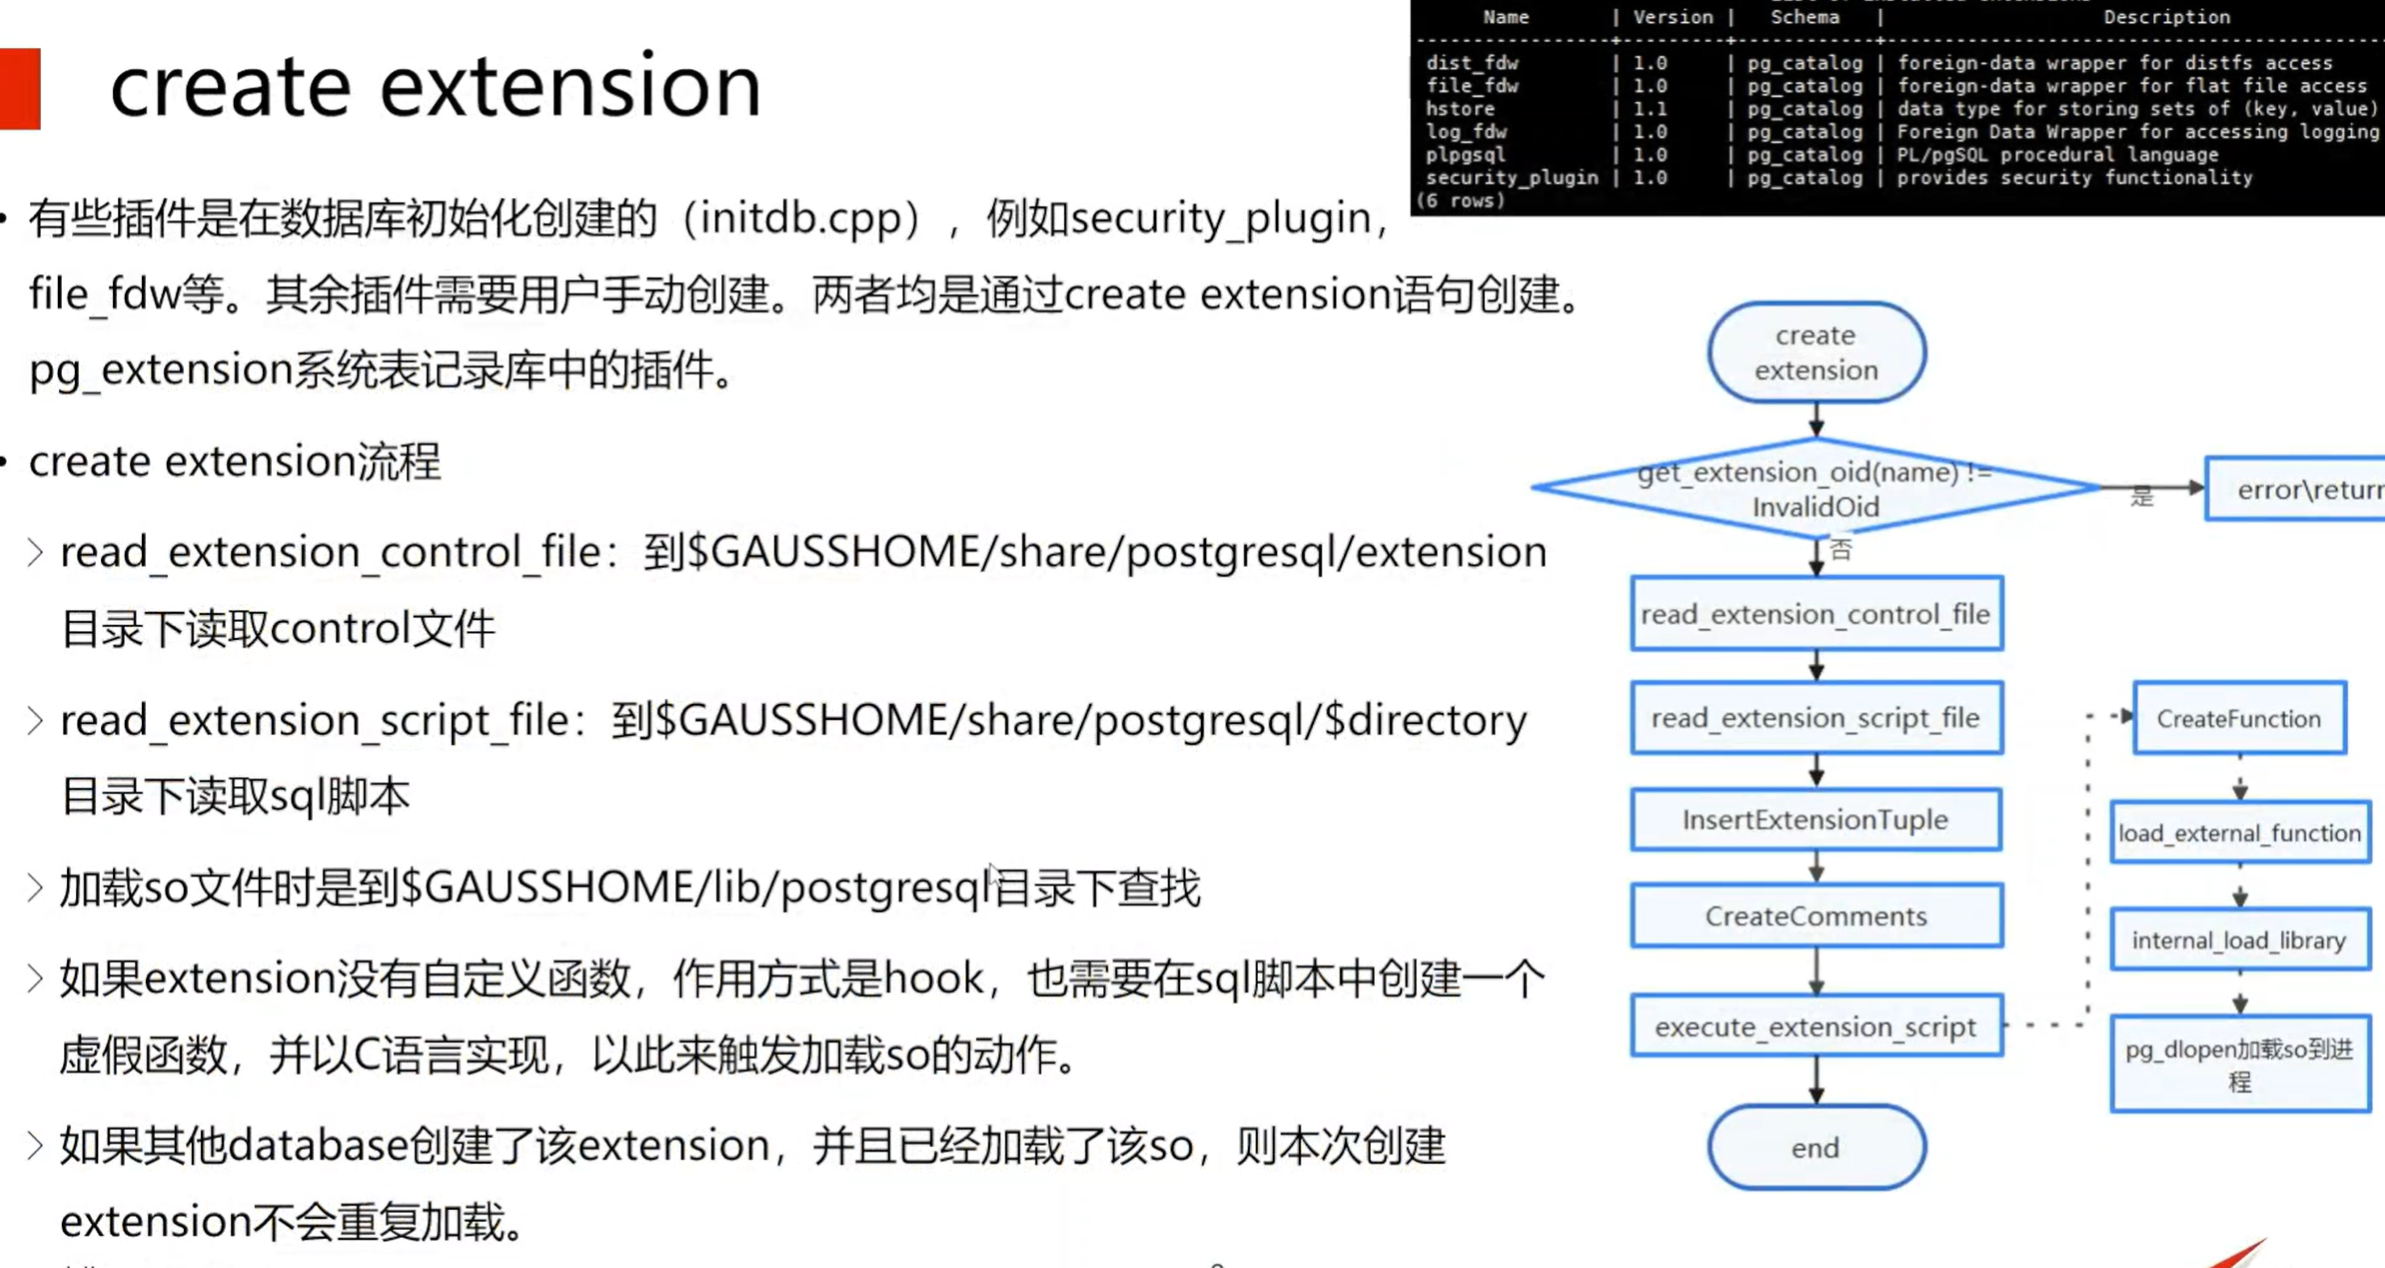 create extension
Name | Version | Schema | Description
-----------------+---------+------------+---------------------------------------------
dist_fdw | 1.0 | pg_catalog | foreign-data wrapper for distfs access
file_fdw | 1.0 | pg_catalog | foreign-data wrapper for flat file access
hstore | 1.1 | pg_catalog | data type for storing sets of (key, value)
log_fdw | 1.0 | pg_catalog | Foreign Data Wrapper for accessing logging
plpgsql | 1.0 | pg_catalog | PL/pgSQL procedural language
security_plugin | 1.0 | pg_catalog | provides security functionality
(6 rows)
• 有些插件是在数据库初始化创建的（initdb.cpp），例如security_plugin，
file_fdw等。其余插件需要用户手动创建。两者均是通过create extension语句创建。
pg_extension系统表记录库中的插件。
• create extension流程
> read_extension_control_file：到$GAUSSHOME/share/postgresql/extension
目录下读取control文件
> read_extension_script_file：到$GAUSSHOME/share/postgresql/$directory
目录下读取sql脚本
> 加载so文件时是到$GAUSSHOME/lib/postgresql目录下查找
> 如果extension没有自定义函数，作用方式是hook，也需要在sql脚本中创建一个
虚假函数，并以C语言实现，以此来触发加载so的动作。
> 如果其他database创建了该extension，并且已经加载了该so，则本次创建
extension不会重复加载。
create
extension
get_extension_oid(name) !=
InvalidOid
是
error\return
否
read_extension_control_file
read_extension_script_file
InsertExtensionTuple
CreateComments
execute_extension_script
end
CreateFunction
load_external_function
internal_load_library
pg_dlopen加载so到进
程